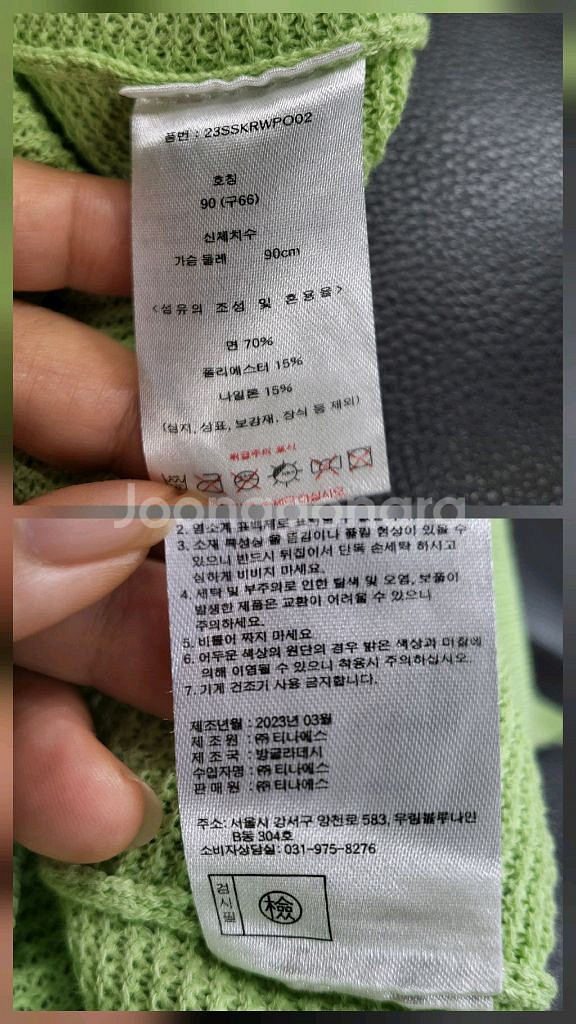 품번 : 23SSKRWPO02
호칭
90 (구66)
신체치수
가슴 둘레 90cm
<섬유의 조성 및 혼용율>
면 70%
폴리에스터 15%
나일론 15%
(심지, 상표, 보강재, 장식 등 제외)
취급주의 표시
Joongonara
2. 염소계 표백제로
3. 소재 특성상 올 뜯김이나 풀림 현상이 있을 수
있으니 반드시 뒤집어서 단독 손세탁 하시고
심하게 비비지 마세요.
4. 세탁 및 부주의로 인한 탈색 및 오염, 보풀이
발생한 제품은 교환이 어려울 수 있으니
주의하세요.
5. 비틀어 짜지 마세요
6. 어두운 색상의 원단의 경우 밝은 색상과 마찰에
의해 이염될 수 있으니 착용시 주의하십시오.
7. 기계 건조기 사용 금지합니다.
제조년월 : 2023년 03월
제 조 원 : ㈜ 티나에스
제 조 국 : 방글라데시
수입자명 : ㈜ 티나에스
판 매 원 : ㈜ 티나에스
주소: 서울시 강서구 양천로 583, 우림블루나인
B동 304호
소비자상담실: 031-975-8276
검사필
檢